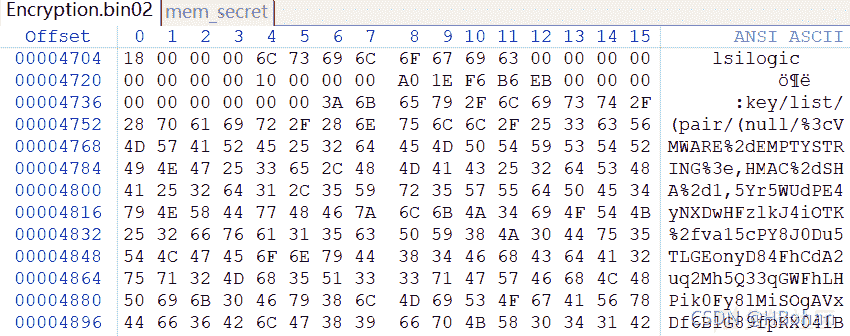 Encryption.bin02 mem_secret
Offset 0 1 2 3 4 5 6 7 8 9 10 11 12 13 14 15 ANSI ASCII
00004704 18 00 00 00 6C 73 69 6C 6F 67 69 63 00 00 00 00 lsilogic
00004720 00 00 00 00 10 00 00 00 A0 1E F6 B6 EB 00 00 00 ö¶ë
00004736 00 00 00 00 00 3A 6B 65 79 2F 6C 69 73 74 2F :key/list/
00004752 28 70 61 69 72 2F 28 6E 75 6C 6C 2F 25 33 63 56 (pair/(null/%3cV
00004768 4D 57 41 52 45 25 32 64 45 4D 50 54 59 53 54 52 MWARE%2dEMPTYSTR
00004784 49 4E 47 25 33 65 2C 48 4D 41 43 25 32 64 53 48 ING%3e,HMAC%2dSH
00004800 41 25 32 64 31 2C 35 59 72 35 57 55 64 50 45 34 A%2d1,5Yr5WUdPE4
00004816 79 4E 58 44 77 48 46 7A 6C 6B 4A 34 69 4F 54 4B yNXDwHFzlkJ4iOTK
00004832 25 32 66 76 61 31 35 63 50 59 38 4A 30 44 75 35 %2fva15cPY8J0Du5
00004848 54 4C 47 45 6F 6E 79 44 38 34 46 68 43 64 41 32 TLGEonyD84FhCdA2
00004864 75 71 32 4D 68 35 51 33 33 71 47 57 46 68 4C 48 uq2Mh5Q33qGWFhLH
00004880 50 69 6B 30 46 79 38 6C 4D 69 53 4F 67 41 56 78 Pik0Fy8lMiSOgAVx
00004896 44 66 36 42 6C 47 38 39 66 70 4B 58 30 34 31 42 Df6BlG89fpKX041B